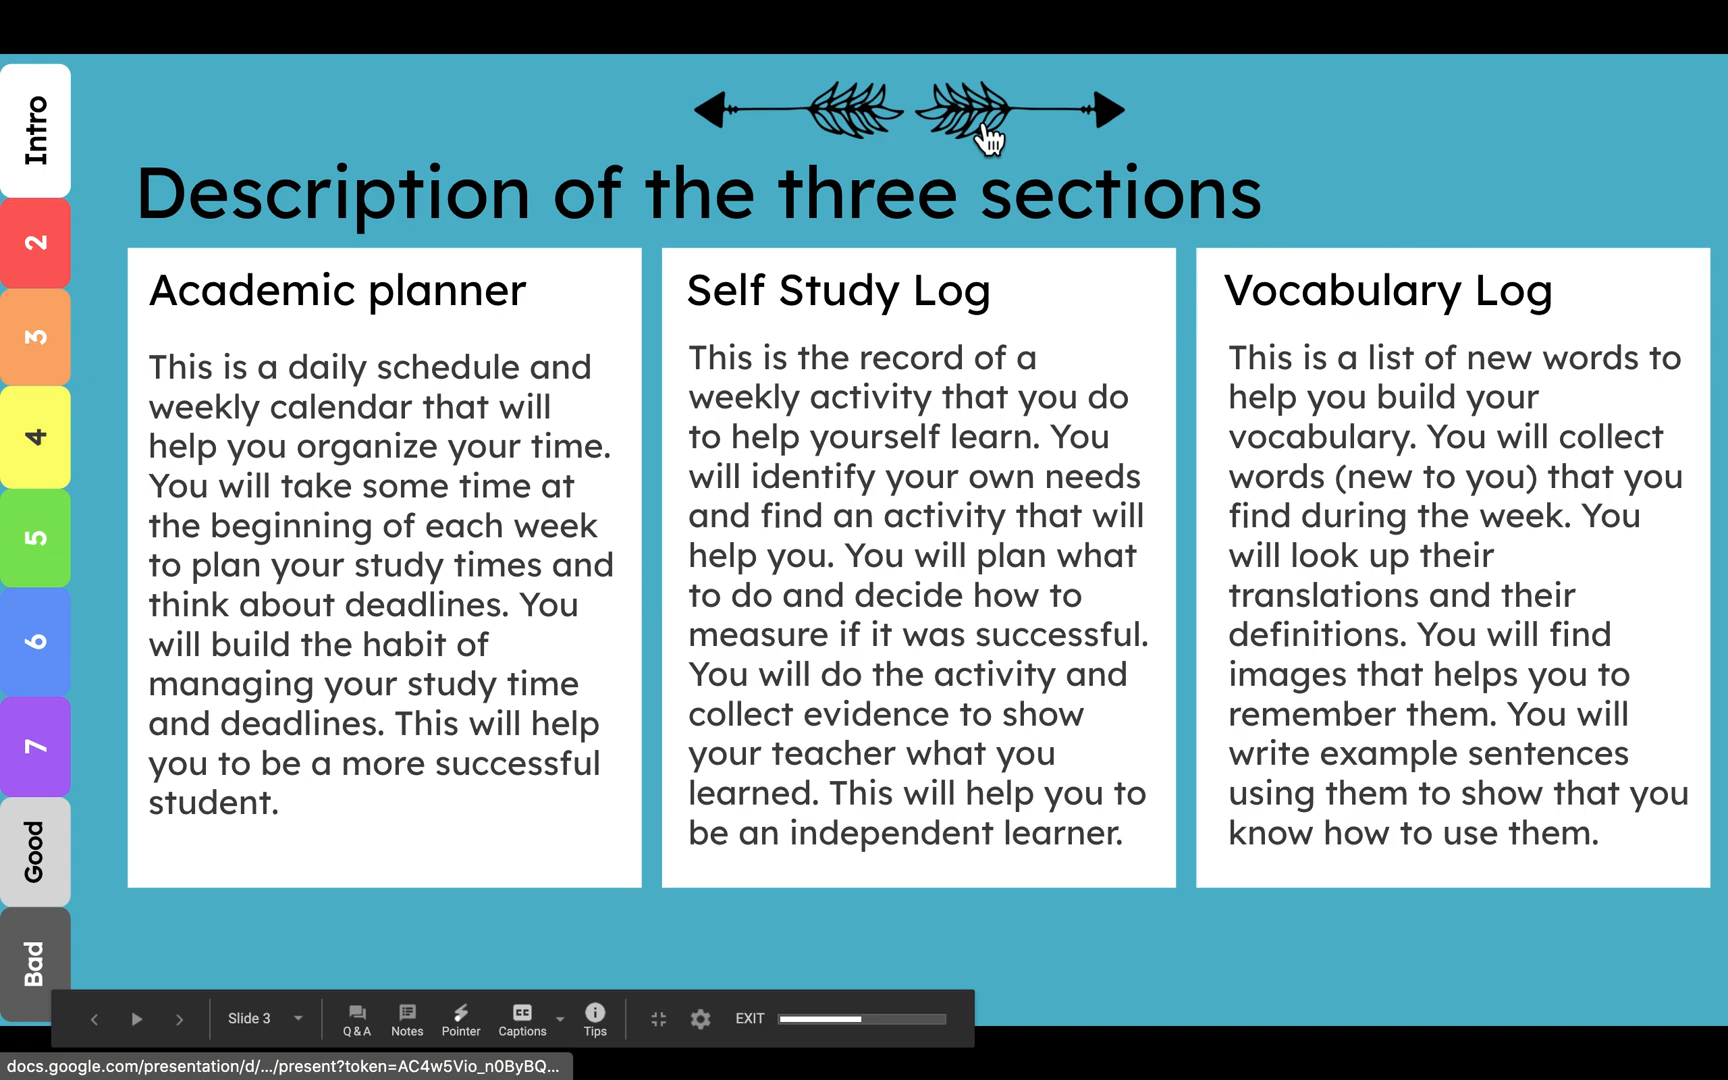 Intro
2
3
4
5
6
7
Good
Bad
Description of the three sections
Academic planner
This is a daily schedule and
weekly calendar that will
help you organize your time.
You will take some time at
the beginning of each week
to plan your study times and
think about deadlines. You
will build the habit of
managing your study time
and deadlines. This will help
you to be a more successful
student.
Self Study Log
This is the record of a
weekly activity that you do
to help yourself learn. You
will identify your own needs
and find an activity that will
help you. You will plan what
to do and decide how to
measure if it was successful.
You will do the activity and
collect evidence to show
your teacher what you
learned. This will help you to
be an independent learner.
Vocabulary Log
This is a list of new words to
help you build your
vocabulary. You will collect
words (new to you) that you
find during the week. You
will look up their
translations and their
definitions. You will find
images that helps you to
remember them. You will
write example sentences
using them to show that you
know how to use them.
Slide 3
Q & A
Notes
Pointer
CC
Captions
Tips
EXIT
docs.google.com/presentation/d/.../present?token=AC4w5Vio_n0ByBQ...